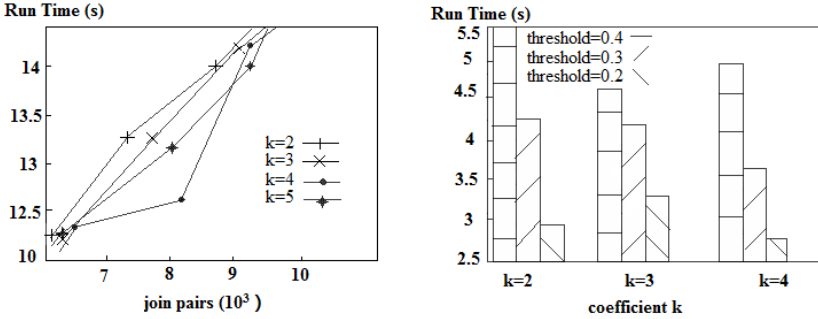 Run Time (s)
14
13
12.5
12
10
7
8
9
10
join pairs (10³ )
k=2
k=3
k=4
k=5
Run Time (s)
5.5
5
4.5
4
3.5
3
2.5
threshold=0.4
threshold=0.3
threshold=0.2
k=2
k=3
k=4
coefficient k